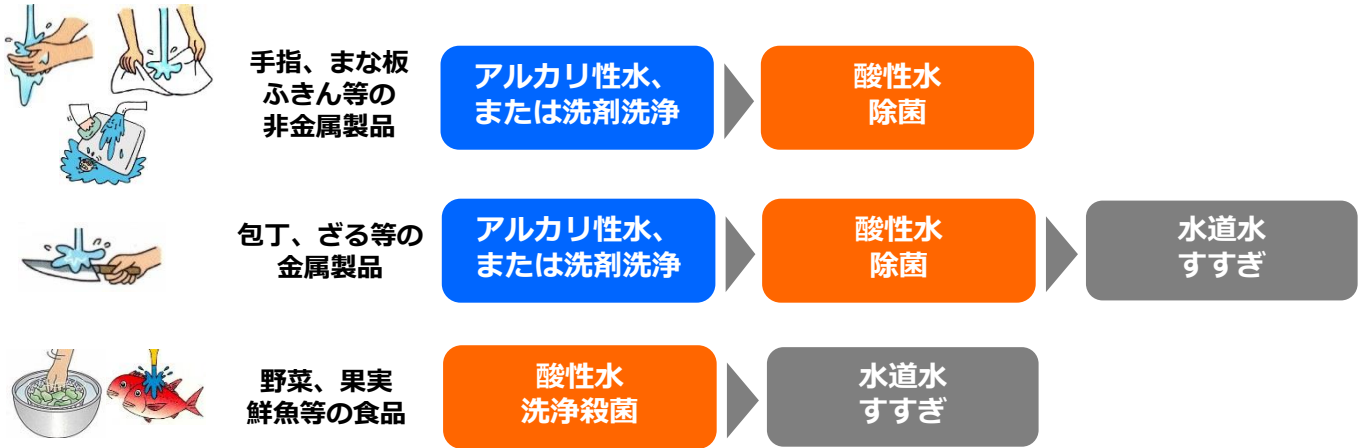 手指、まな板
ふきん等の
非金属製品
アルカリ性水、
または洗剤洗浄
酸性水
除菌
包丁、ざる等の
金属製品
アルカリ性水、
または洗剤洗浄
酸性水
除菌
水道水
すすぎ
野菜、果実
鮮魚等の食品
酸性水
洗浄殺菌
水道水
すすぎ